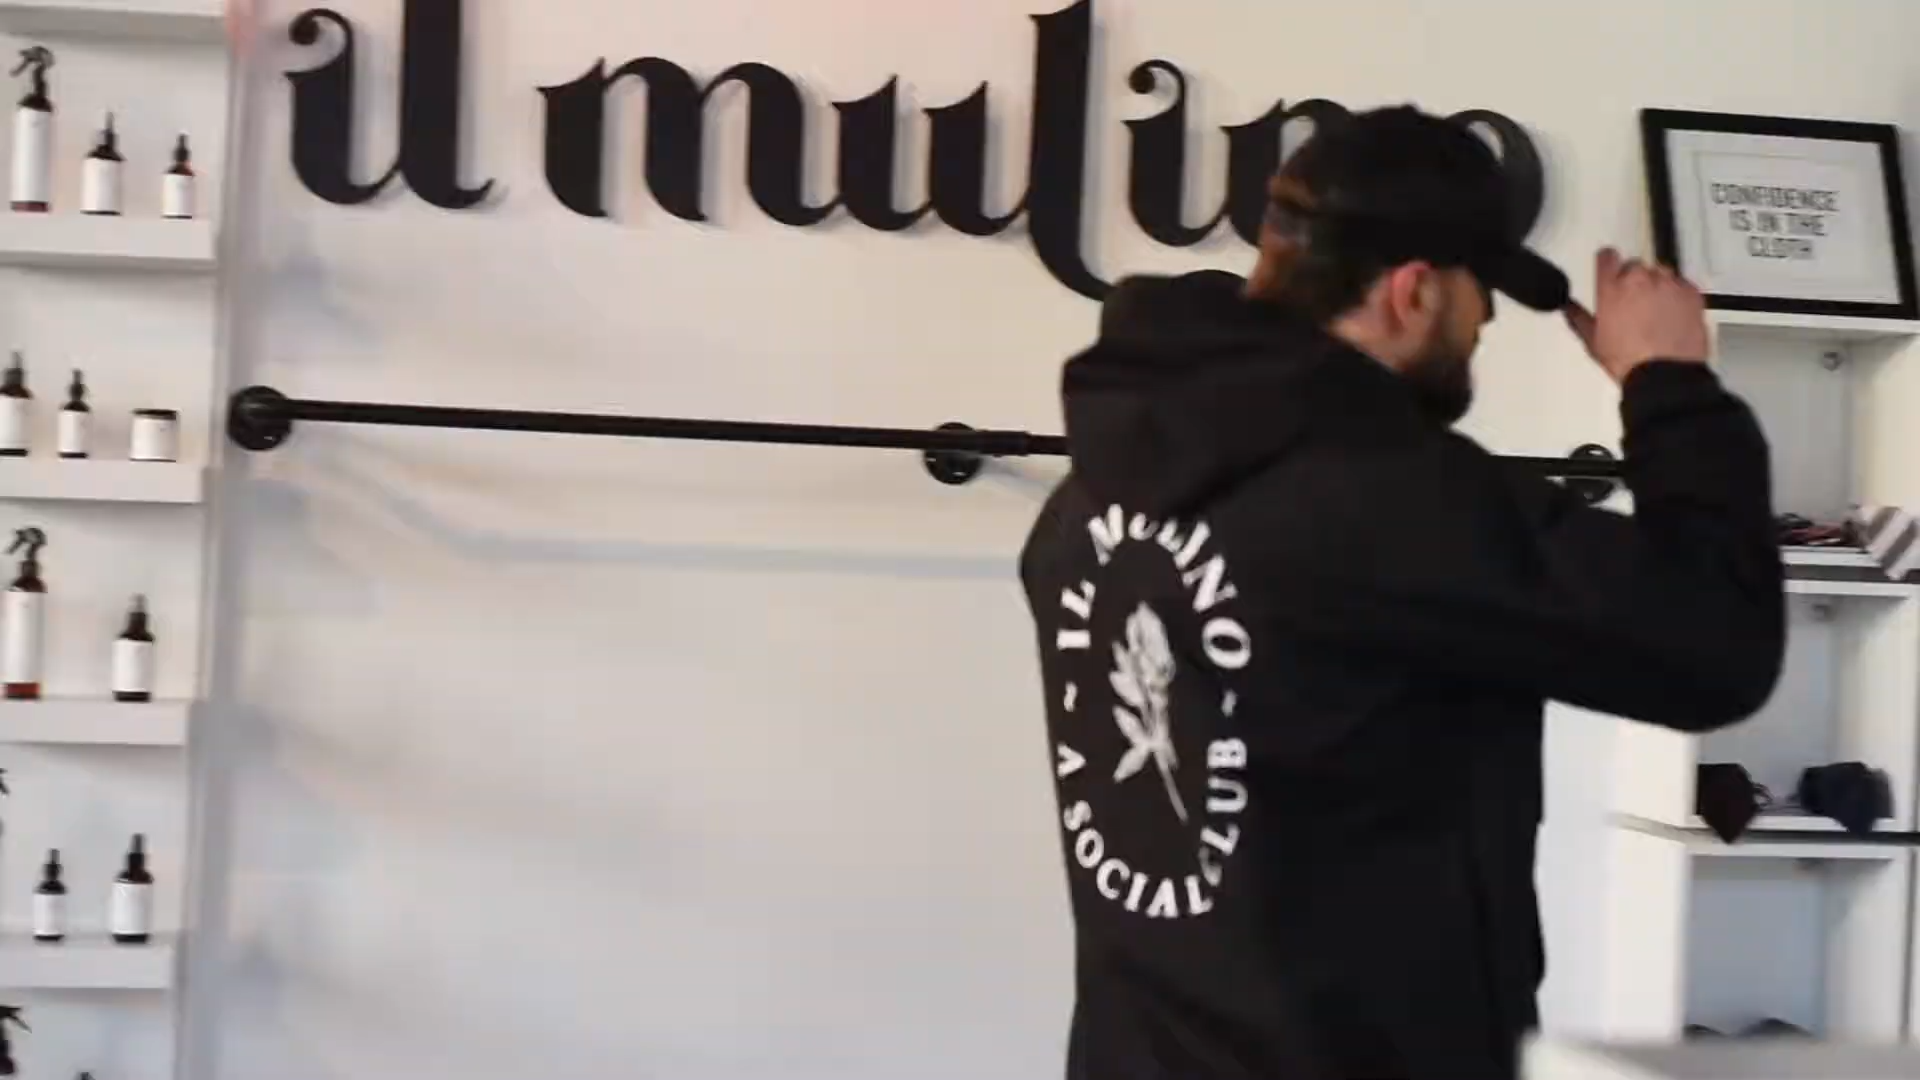 il mulino
CONFIDENCE
IS IN THE
CLOTH
~ IL MULINO ~
A SOCIAL CLUB